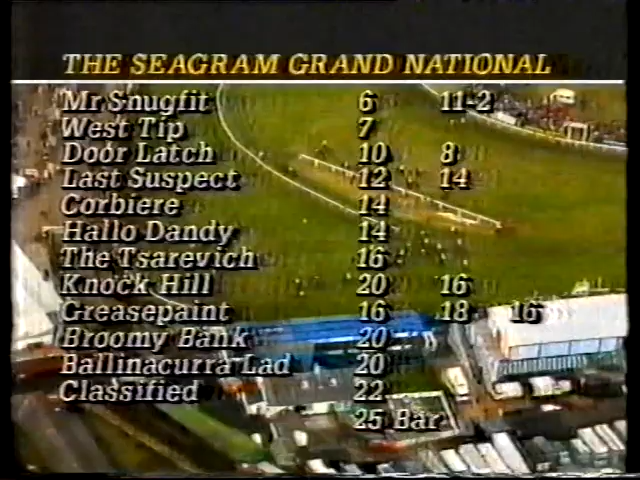 THE SEAGRAM GRAND NATIONAL
Mr Snugfit 6 11-2
West Tip 7
Door Latch 10 8
Last Suspect 12 14
Corbiere 14
Hallo Dandy 14
The Tsarevich 16
Knock Hill 20 16
Greasepaint 16 18 16
Broomy Bank 20
Ballinacurra Lad 20
Classified 22
25 Bar